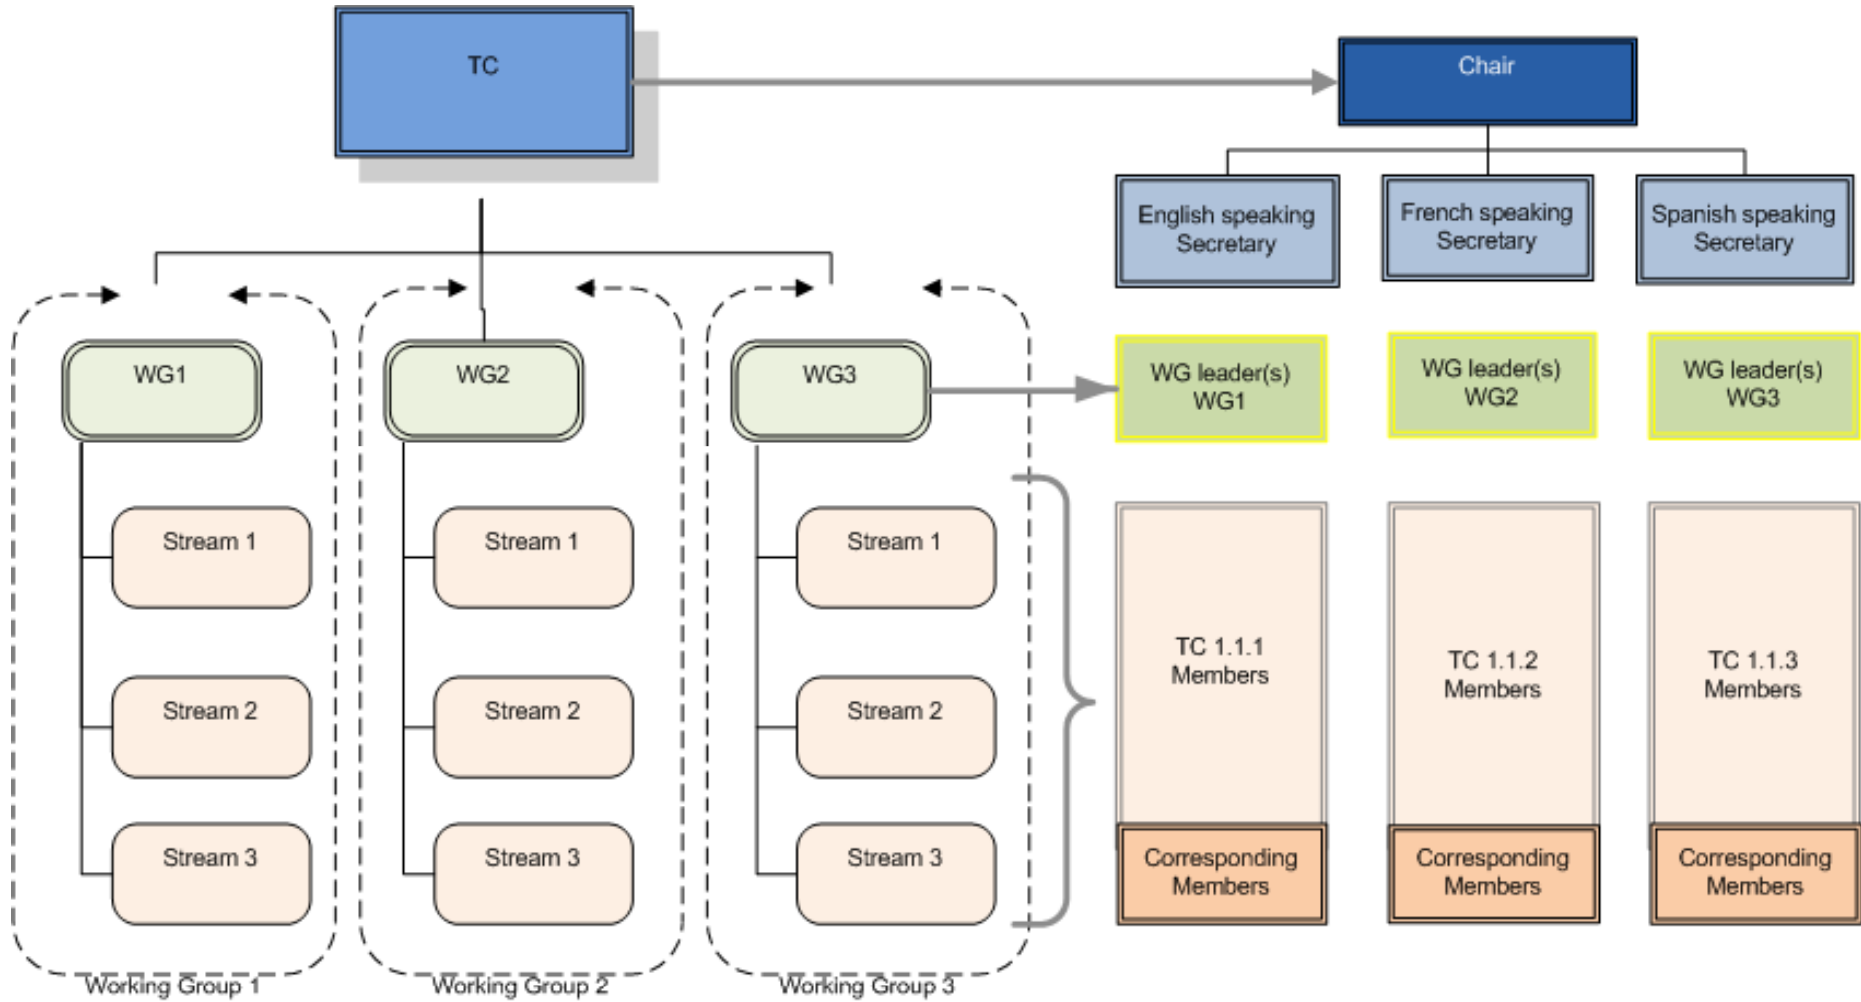 TC
Chair
English speaking
Secretary
French speaking
Secretary
Spanish speaking
Secretary
WG1
WG2
WG3
WG leader(s)
WG1
WG leader(s)
WG2
WG leader(s)
WG3
Stream 1
Stream 1
Stream 1
Stream 2
Stream 2
Stream 2
Stream 3
Stream 3
Stream 3
TC 1.1.1
Members
TC 1.1.2
Members
TC 1.1.3
Members
Corresponding
Members
Corresponding
Members
Corresponding
Members
Working Group 1
Working Group 2
Working Group 3